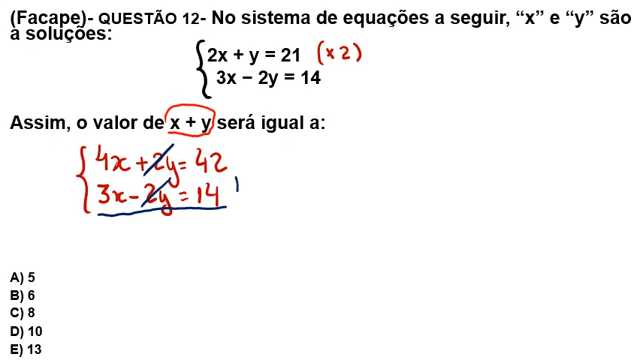 (Facape)- QUESTÃO 12- No sistema de equações a seguir, “x” e “y” são
a soluções:
2x + y = 21 (x2)
3x – 2y = 14
Assim, o valor de x + y será igual a:
4x + 2y = 42
3x - 2y = 14
A) 5
B) 6
C) 8
D) 10
E) 13